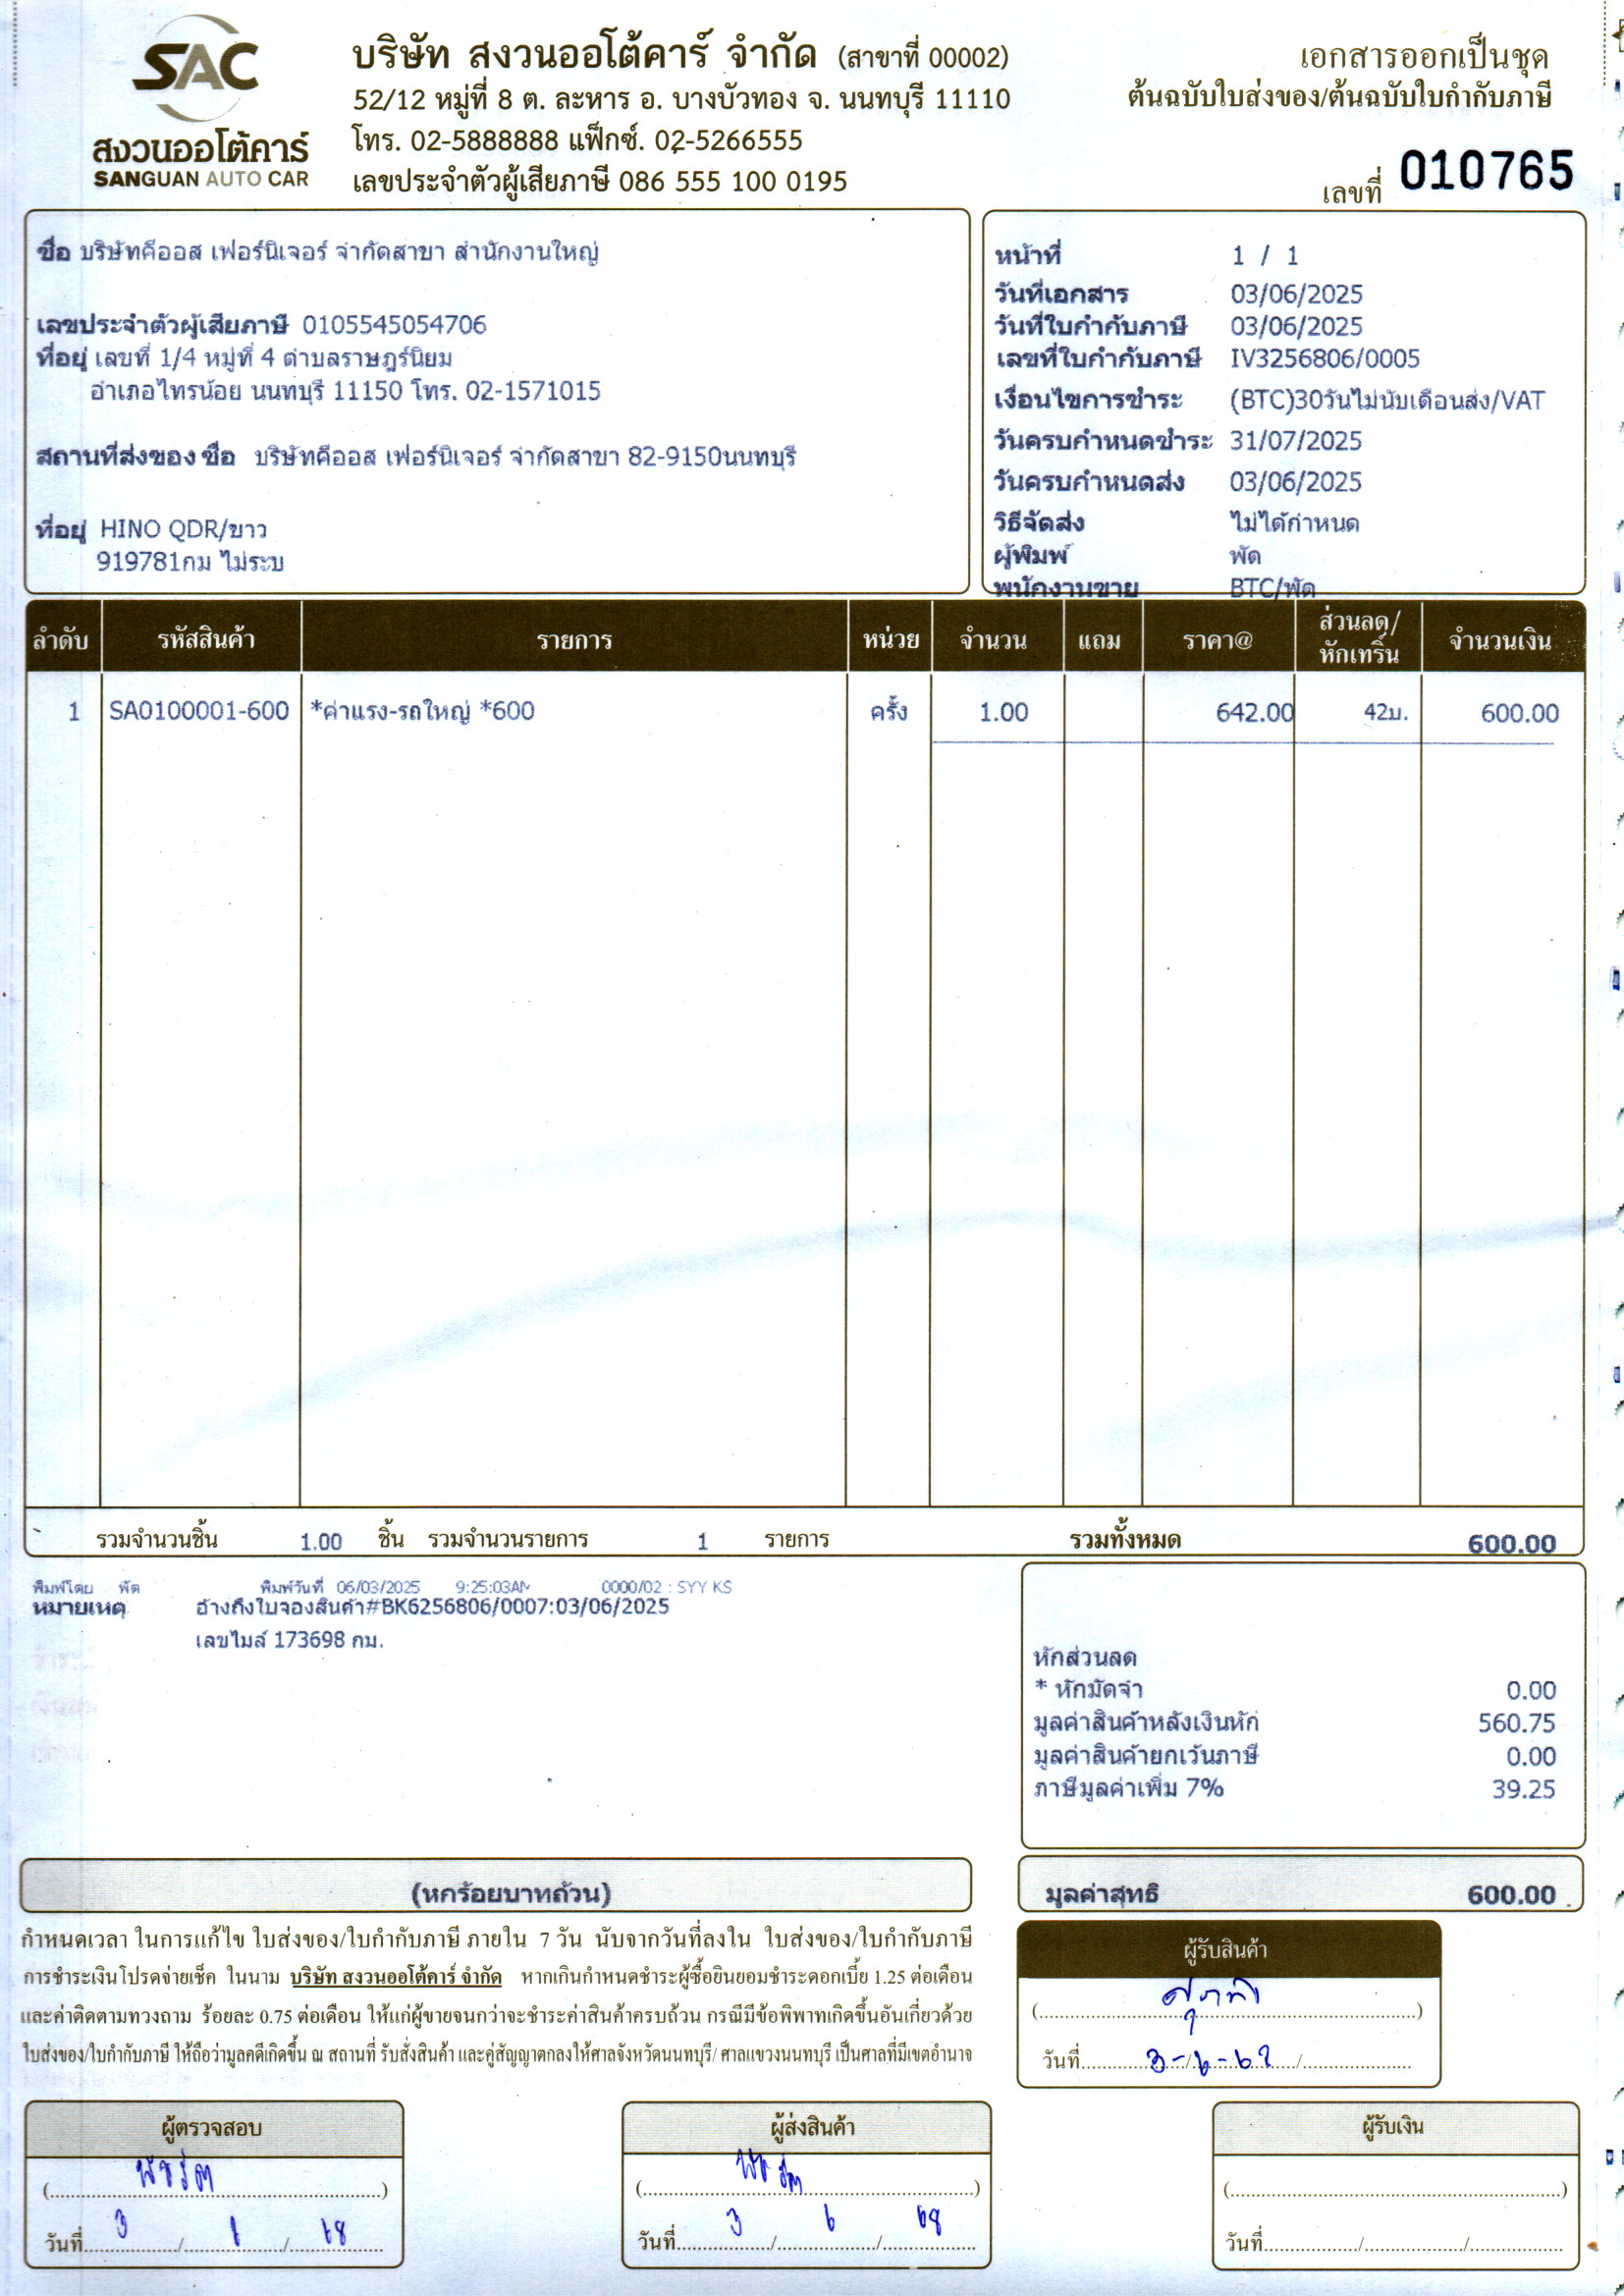 SAC
สงวนออโต้คาร์
SANGUAN AUTO CAR
บริษัท สงวนออโต้คาร์ จำกัด (สาขาที่ 00002)
52/12 หมู่ที่ 8 ต. ละหาร อ. บางบัวทอง จ. นนทบุรี 11110
โทร. 02-5888888 แฟ็กซ์. 02-5266555
เลขประจำตัวผู้เสียภาษี 086 555 100 0195
เอกสารออกเป็นชุด
ต้นฉบับใบส่งของ/ต้นฉบับใบกำกับภาษี
เลขที่ 010765
ชื่อ บริษัทคีออส เฟอร์นิเจอร์ จำกัดสาขา สำนักงานใหญ่
เลขประจำตัวผู้เสียภาษี 0105545054706
ที่อยู่ เลขที่ 1/4 หมู่ที่ 4 ตำบลราษฎร์นิยม
อำเภอไทรน้อย นนทบุรี 11150 โทร. 02-1571015
สถานที่ส่งของ ชื่อ บริษัทคีออส เฟอร์นิเจอร์ จำกัดสาขา 82-9150นนทบุรี
ที่อยู่ HINO QDR/ขาว
919781กม ไม่ระบ
หน้าที่ 1 / 1
วันที่เอกสาร 03/06/2025
วันที่ใบกำกับภาษี 03/06/2025
เลขที่ใบกำกับภาษี IV3256806/0005
เงื่อนไขการชำระ (BTC)30วันไม่นับเดือนส่ง/VAT
วันครบกำหนดชำระ 31/07/2025
วันครบกำหนดส่ง 03/06/2025
วิธีจัดส่ง ไม่ได้กำหนด
ผู้พิมพ์ พัด
พนักงานขาย BTC/พัด
ลำดับ รหัสสินค้า รายการ หน่วย จำนวน แถม ราคา@ ส่วนลด/หักเทริ์น จำนวนเงิน
1 SA0100001-600 *ค่าแรง-รถใหญ่ *600 ครั้ง 1.00 642.00 42บ. 600.00
รวมจำนวนชิ้น 1.00 ชิ้น รวมจำนวนรายการ 1 รายการ รวมทั้งหมด 600.00
พิมพ์โดย พัด พิมพ์วันที่ 06/03/2025 9:25:03AM 0000/02 : SYY KS
หมายเหตุ อ้างถึงใบจองสินค้า#BK6256806/0007:03/06/2025
เลขไมล์ 173698 กม.
หักส่วนลด
* หักมัดจำ 0.00
มูลค่าสินค้าหลังเงินหัก 560.75
มูลค่าสินค้ายกเว้นภาษี 0.00
ภาษีมูลค่าเพิ่ม 7% 39.25
(หกร้อยบาทถ้วน)
มูลค่าสุทธิ 600.00
กำหนดเวลา ในการแก้ไข ใบส่งของ/ใบกำกับภาษี ภายใน 7 วัน นับจากวันที่ลงใน ใบส่งของ/ใบกำกับภาษี
การชำระเงินโปรดจ่ายเช็ค ในนาม บริษัท สงวนออโต้คาร์ จำกัด หากเกินกำหนดชำระผู้ซื้อยินยอมชำระดอกเบี้ย 1.25 ต่อเดือน
และค่าติดตามทวงถาม ร้อยละ 0.75 ต่อเดือน ให้แก่ผู้ขายจนกว่าจะชำระค่าสินค้าครบถ้วน กรณีมีข้อพิพาทเกิดขึ้นอันเกี่ยวด้วย
ใบส่งของ/ใบกำกับภาษี ให้ถือว่ามูลคดีเกิดขึ้น ณ สถานที่ รับสั่งสินค้า และคู่สัญญาตกลงให้ศาลจังหวัดนนทบุรี/ ศาลแขวงนนทบุรี เป็นศาลที่มีเขตอำนาจ
ผู้รับสินค้า
วันที่
ผู้ตรวจสอบ
วันที่ 3 / 6 / 68
ผู้ส่งสินค้า
วันที่ 3 / 6 / 68
ผู้รับเงิน
วันที่